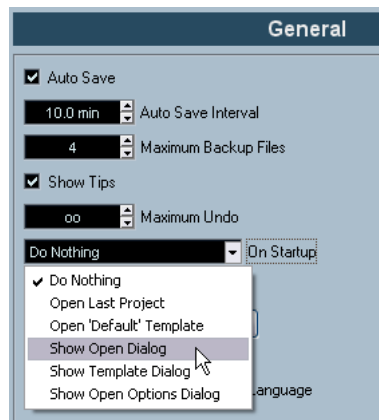 General
Auto Save
10.0 min Auto Save Interval
4 Maximum Backup Files
Show Tips
oo Maximum Undo
Do Nothing On Startup
Do Nothing
Open Last Project
Open 'Default' Template
Show Open Dialog
Show Template Dialog
Show Open Options Dialog